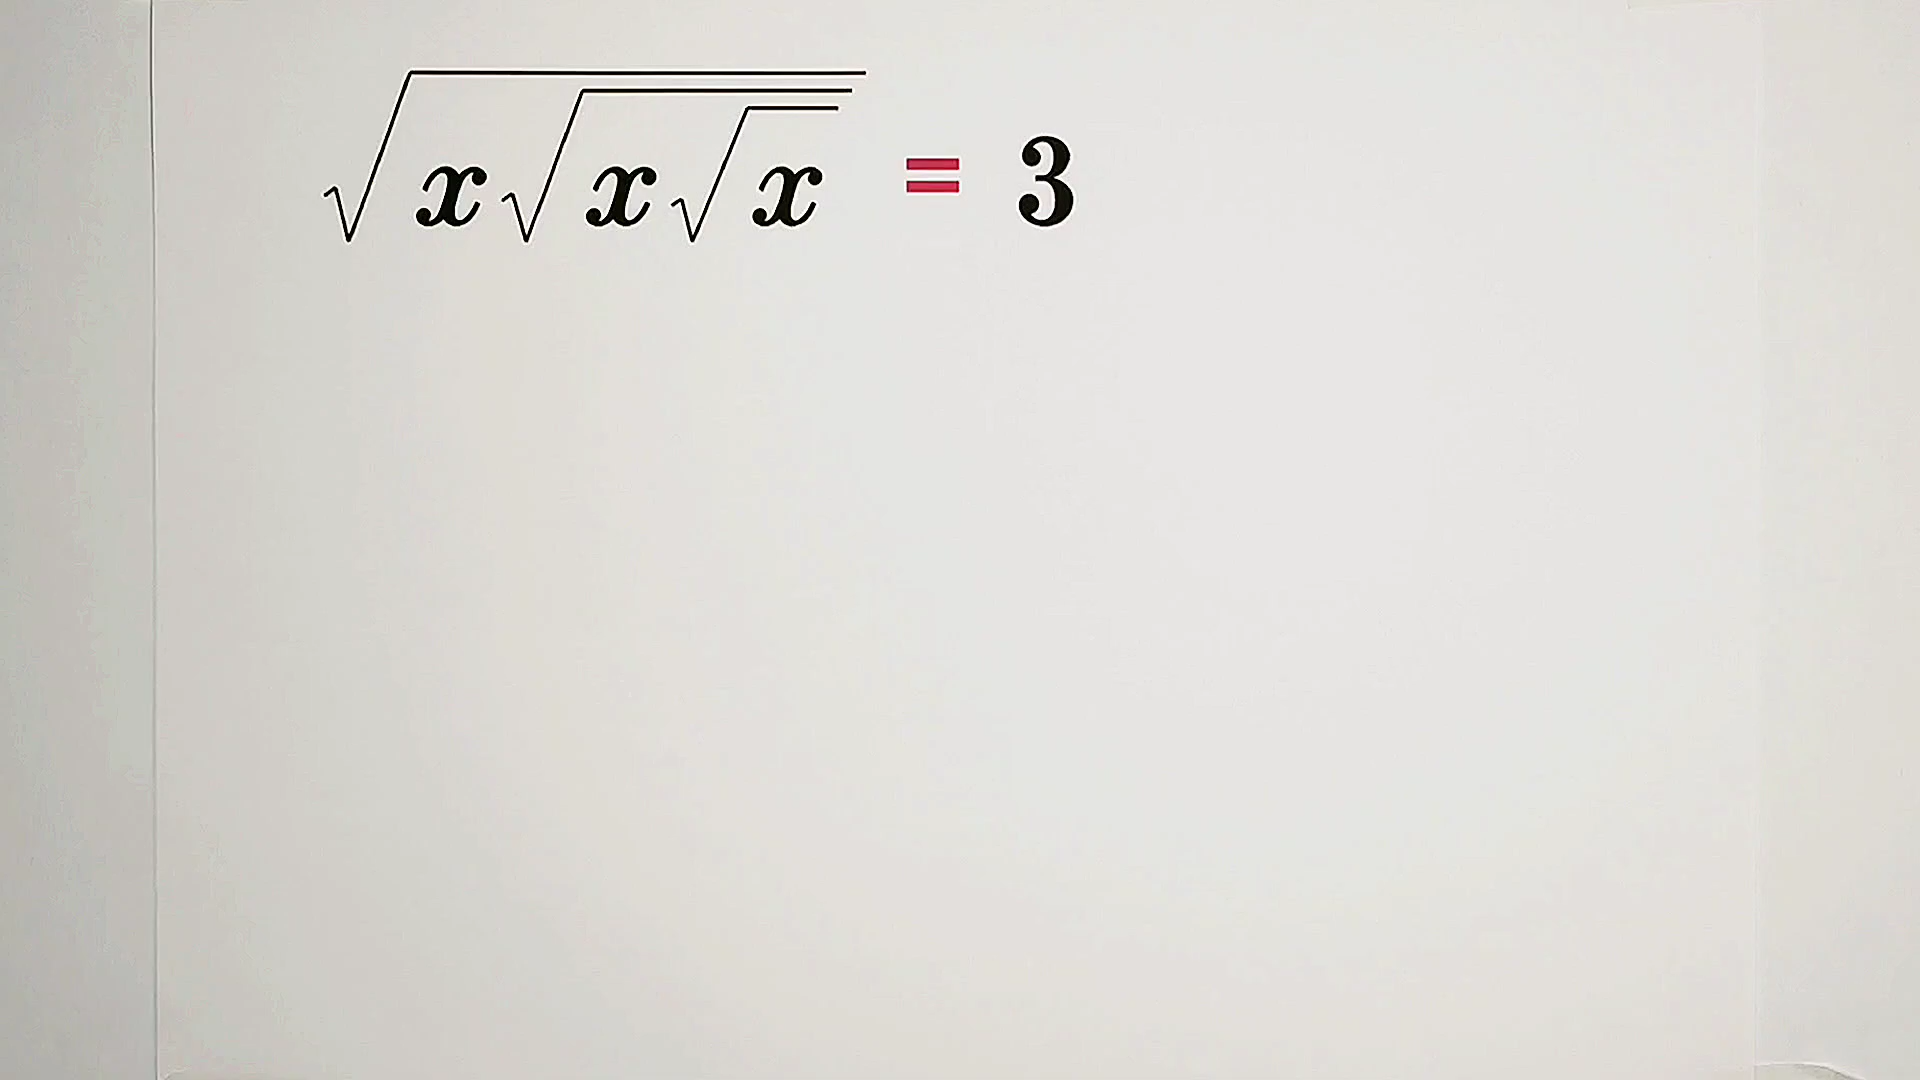 √(x√(x√x)) = 3